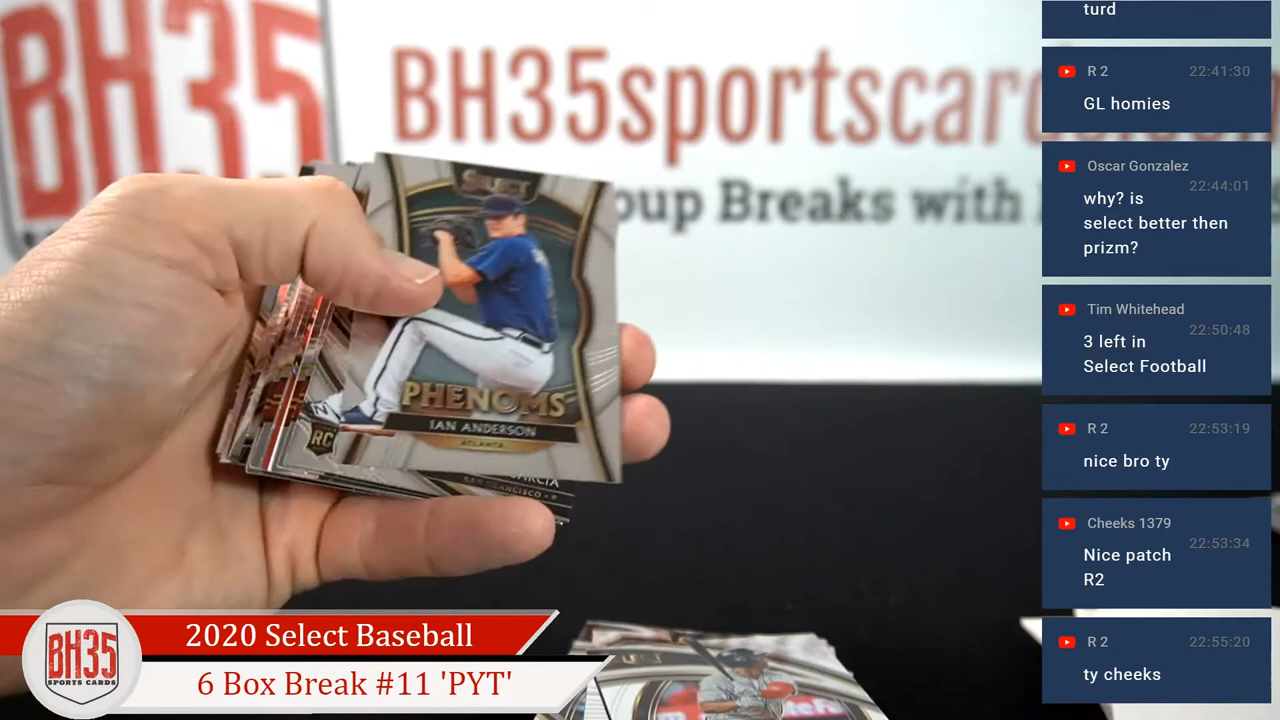 BH35
BH35sportscard
oup Breaks with
SELECT
PHENOMS
IAN ANDERSON
ATLANTA
RC
GARCIA
SAN FRANCISCO
turd
R 2 22:41:30
GL homies
Oscar Gonzalez
22:44:01
why? is
select better then
prizm?
Tim Whitehead
22:50:48
3 left in
Select Football
R 2 22:53:19
nice bro ty
Cheeks 1379
22:53:34
Nice patch
R2
R 2 22:55:20
ty cheeks
BH35
SPORTS CARDS
2020 Select Baseball
6 Box Break #11 'PYT'